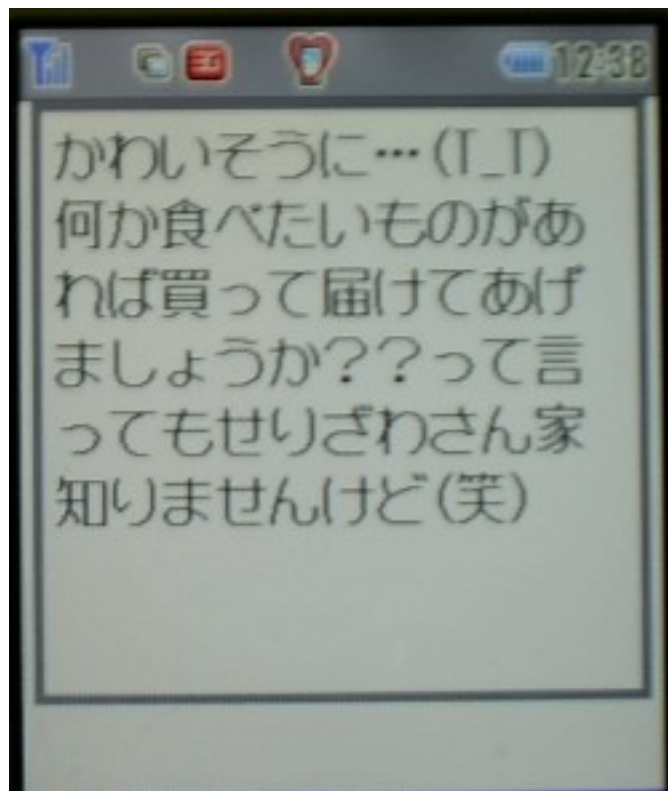 12:38
かわいそうに…(T_T)
何か食べたいものがあ
れば買って届けてあげ
ましょうか？？って言
ってもせりざわさん家
知りませんけど(笑)